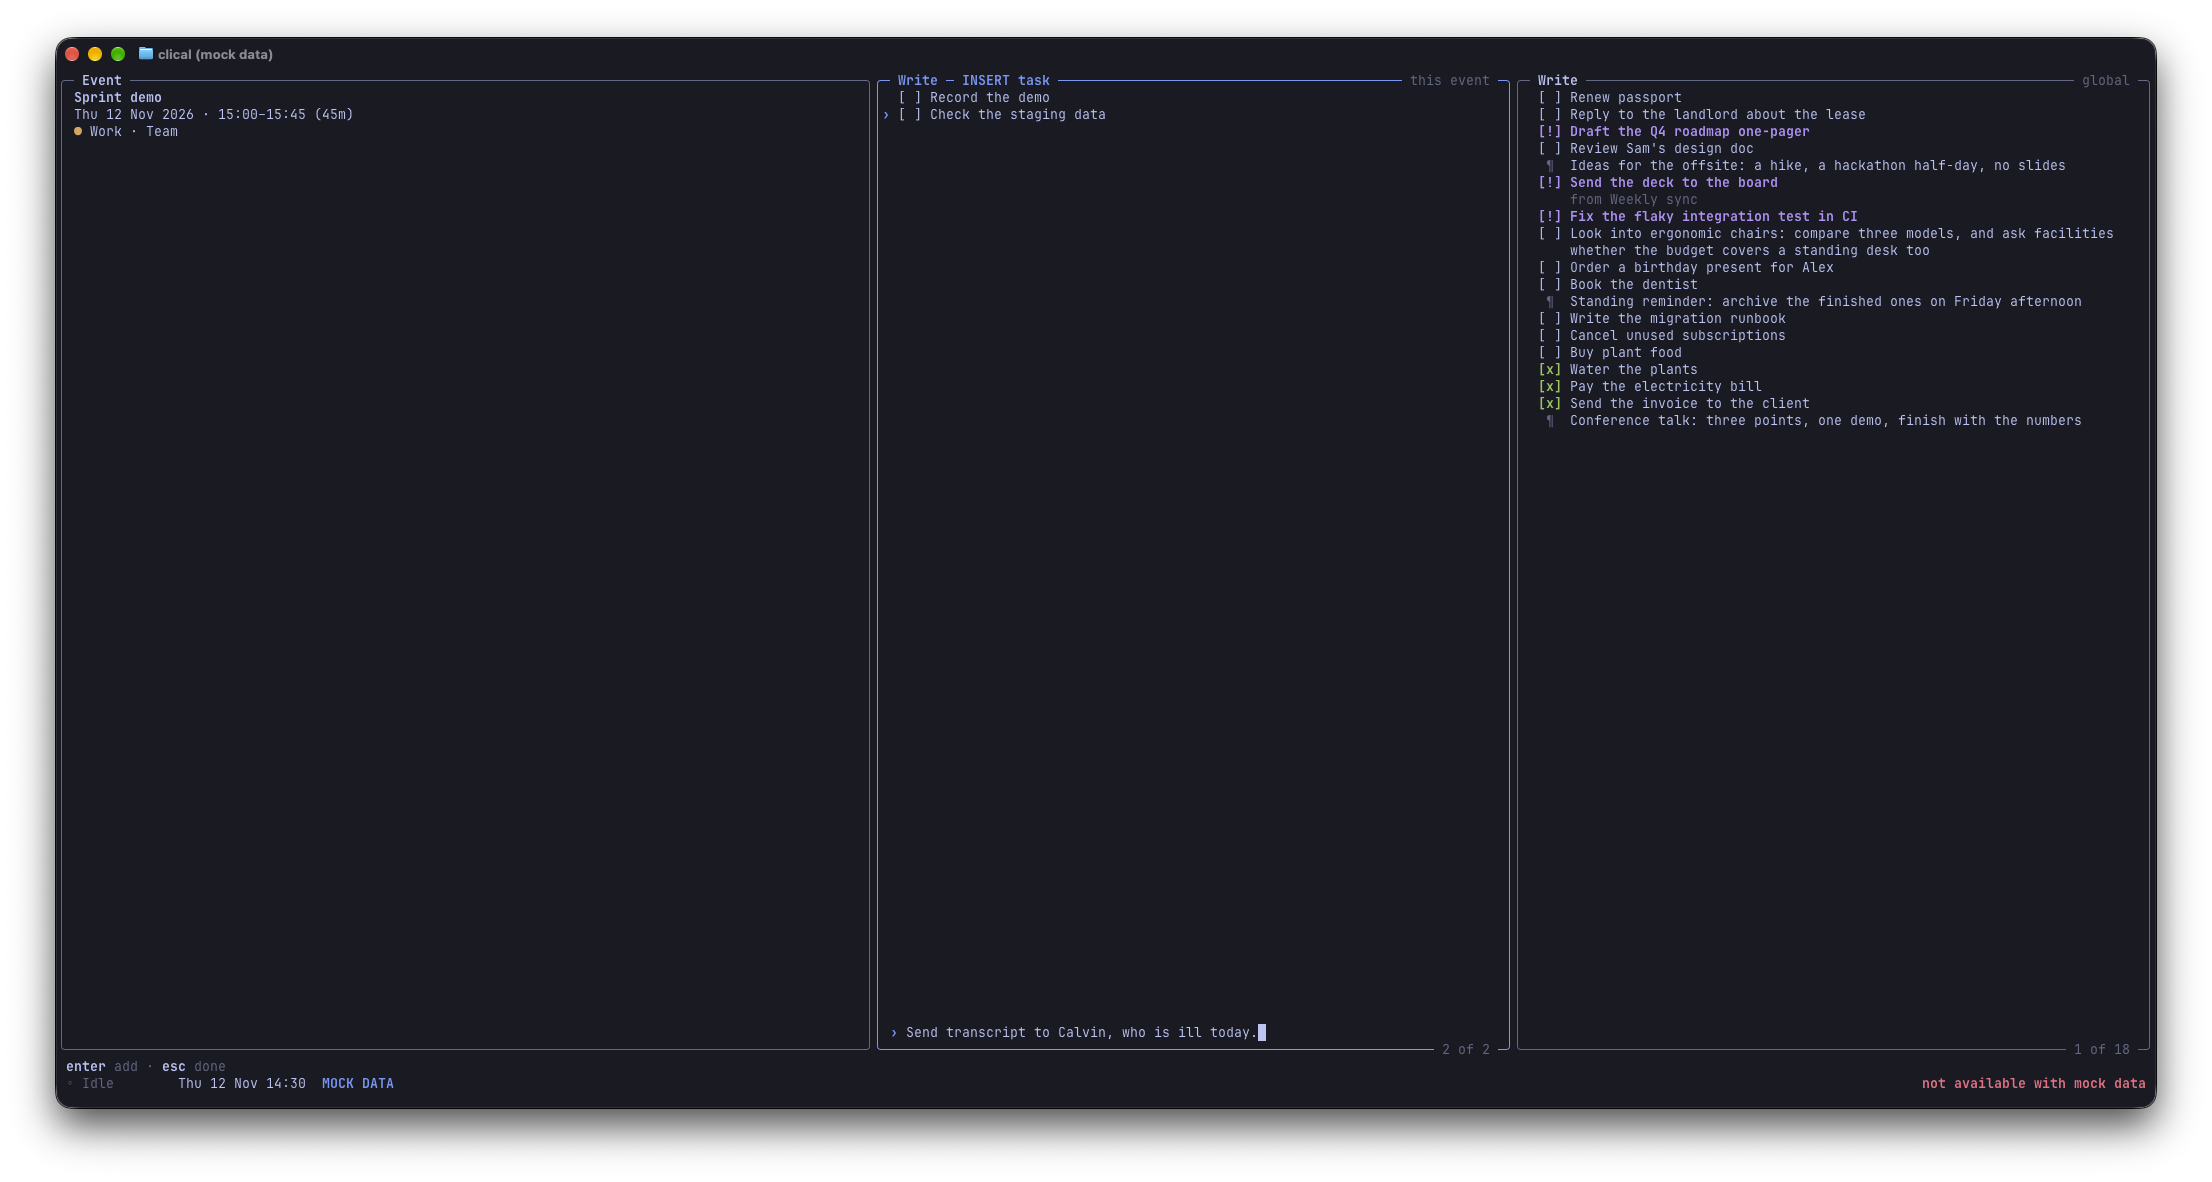 clical (mock data)
Event
Sprint demo
Thu 12 Nov 2026 · 15:00–15:45 (45m)
● Work · Team
Write — INSERT task
this event
[ ] Record the demo
› [ ] Check the staging data
› Send transcript to Calvin, who is ill today.
2 of 2
Write
global
[ ] Renew passport
[ ] Reply to the landlord about the lease
[!] Draft the Q4 roadmap one-pager
[ ] Review Sam's design doc
¶ Ideas for the offsite: a hike, a hackathon half-day, no slides
[!] Send the deck to the board
from Weekly sync
[!] Fix the flaky integration test in CI
[ ] Look into ergonomic chairs: compare three models, and ask facilities
whether the budget covers a standing desk too
[ ] Order a birthday present for Alex
[ ] Book the dentist
¶ Standing reminder: archive the finished ones on Friday afternoon
[ ] Write the migration runbook
[ ] Cancel unused subscriptions
[ ] Buy plant food
[x] Water the plants
[x] Pay the electricity bill
[x] Send the invoice to the client
¶ Conference talk: three points, one demo, finish with the numbers
1 of 18
enter add · esc done
◦ Idle Thu 12 Nov 14:30 MOCK DATA
not available with mock data